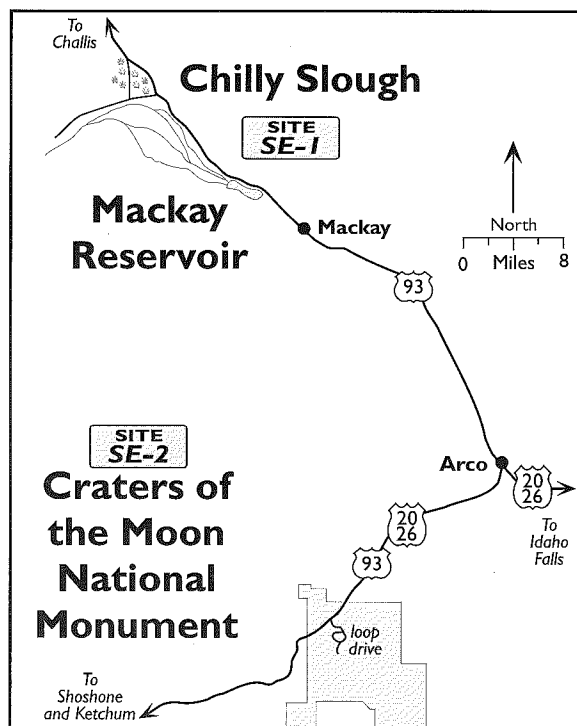 To
Challis
Chilly Slough
SITE
SE-1
Mackay
Reservoir
Mackay
North
0 Miles 8
93
SITE
SE-2
Craters of
the Moon
National
Monument
Arco
20
26
To
Idaho
Falls
20
26
93
loop
drive
To
Shoshone
and Ketchum